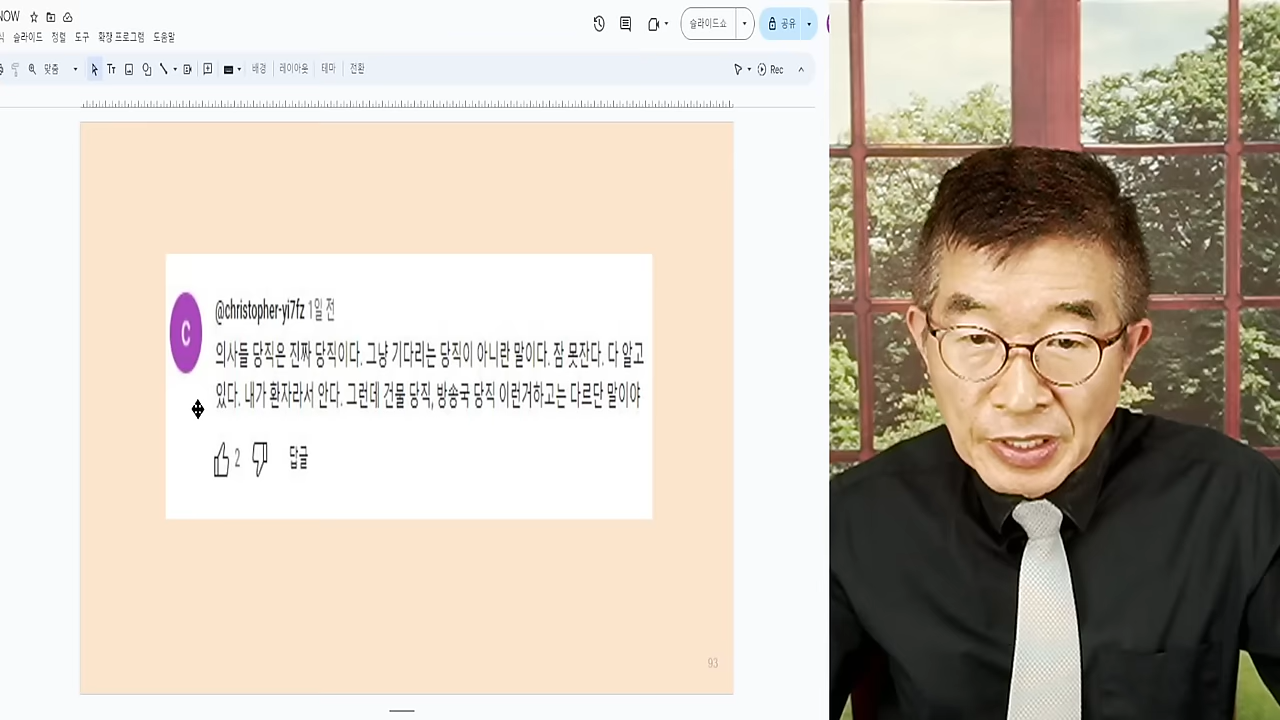 NOW
슬라이드쇼
공유
슬라이드 정렬 도구 확장 프로그램 도움말
맞춤
배경 레이아웃 테마 전환
Rec
C
@christopher-yi7fz 1일 전
의사들 당직은 진짜 당직이다. 그냥 기다리는 당직이 아니란 말이다. 잠 못잔다. 다 알고
있다. 내가 환자라서 안다. 그런데 건물 당직, 방송국 당직 이런거하고는 다르단 말이야
2 답글
93